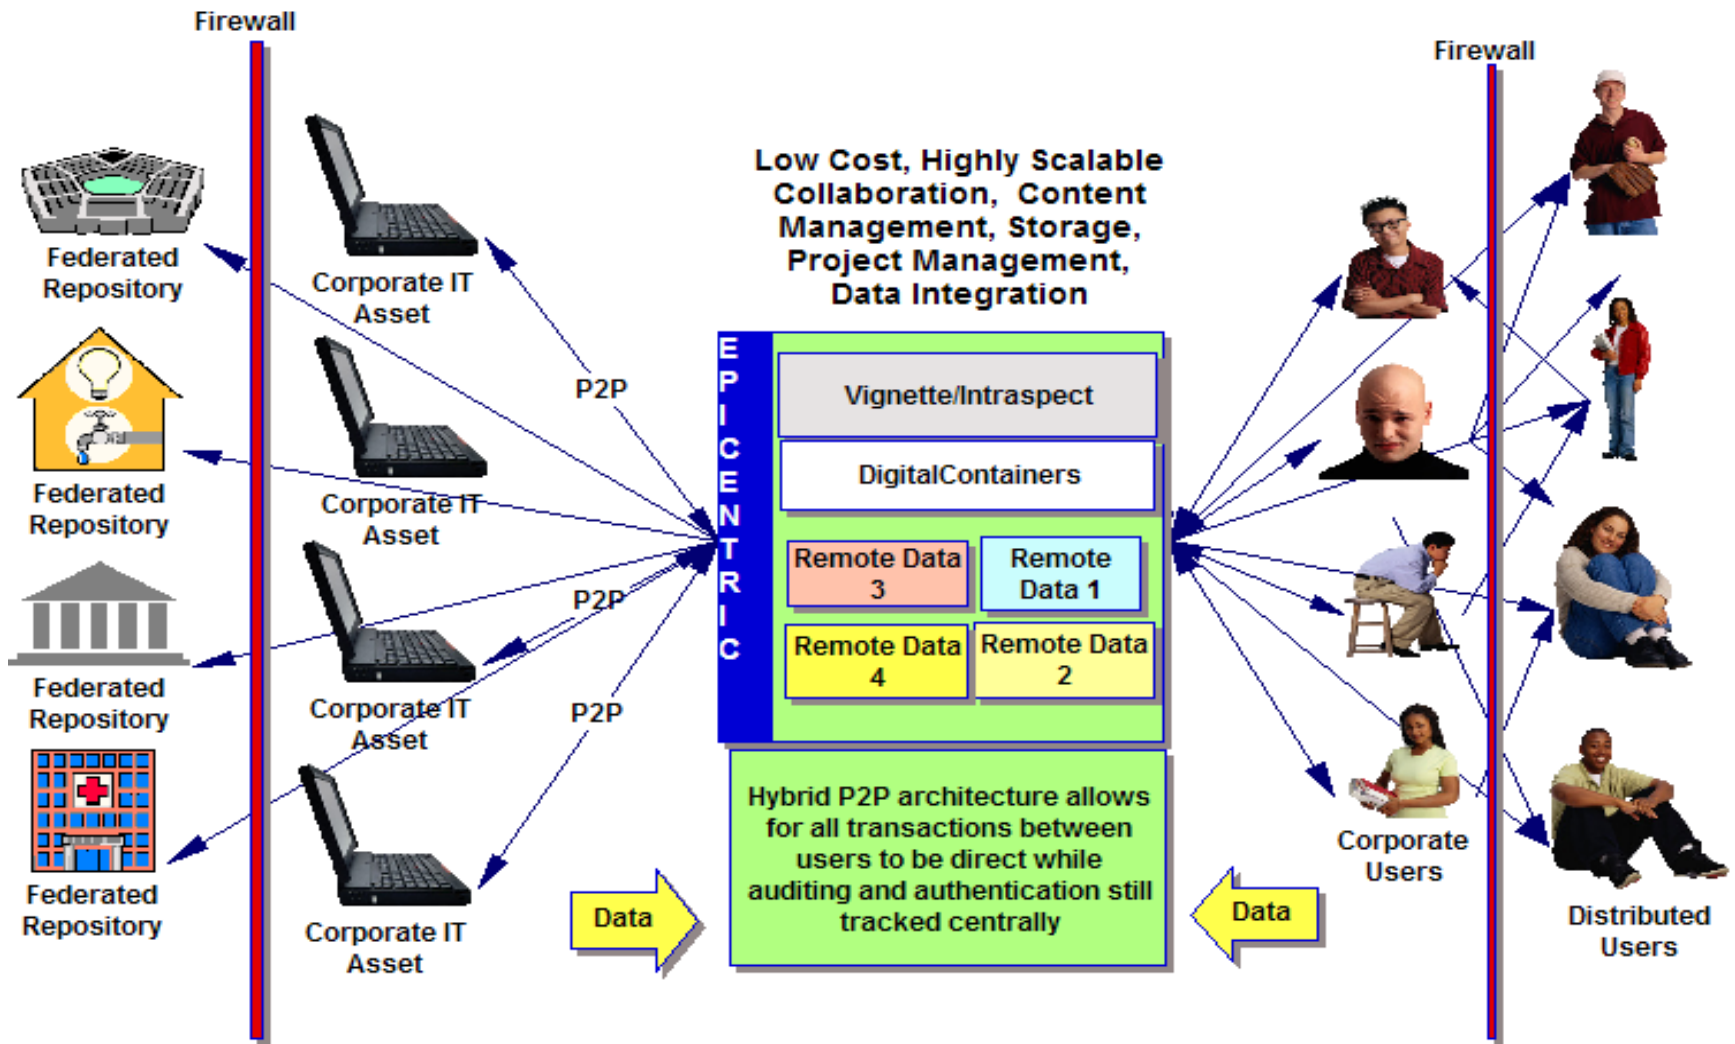 Firewall
Federated
Repository
Federated
Repository
Federated
Repository
Federated
Repository
Corporate IT
Asset
Corporate IT
Asset
Corporate IT
Asset
Corporate IT
Asset
P2P
P2P
P2P
Low Cost, Highly Scalable
Collaboration, Content
Management, Storage,
Project Management,
Data Integration
EPICENTRIC
Vignette/Intraspect
DigitalContainers
Remote Data
3
Remote
Data 1
Remote Data
4
Remote Data
2
Hybrid P2P architecture allows
for all transactions between
users to be direct while
auditing and authentication still
tracked centrally
Data
Data
Firewall
Corporate
Users
Distributed
Users